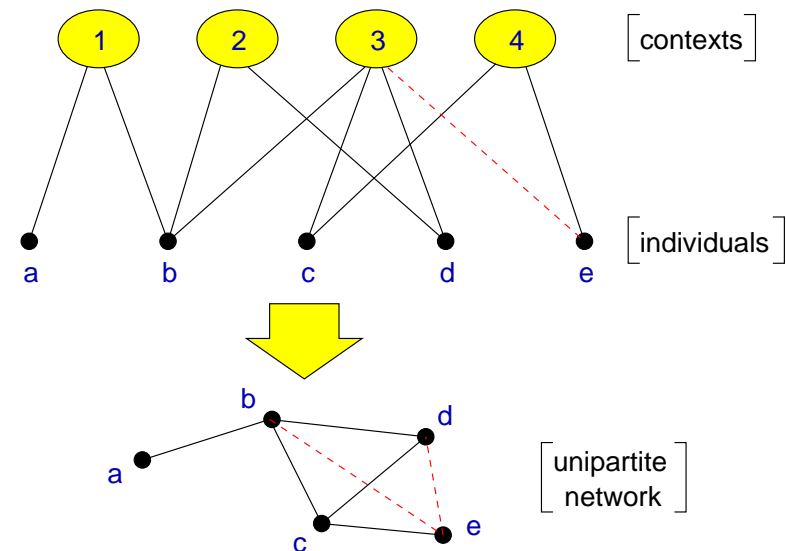 1 2 3 4 contexts
individuals
a b c d e
b
d
a
unipartite
network
e
c